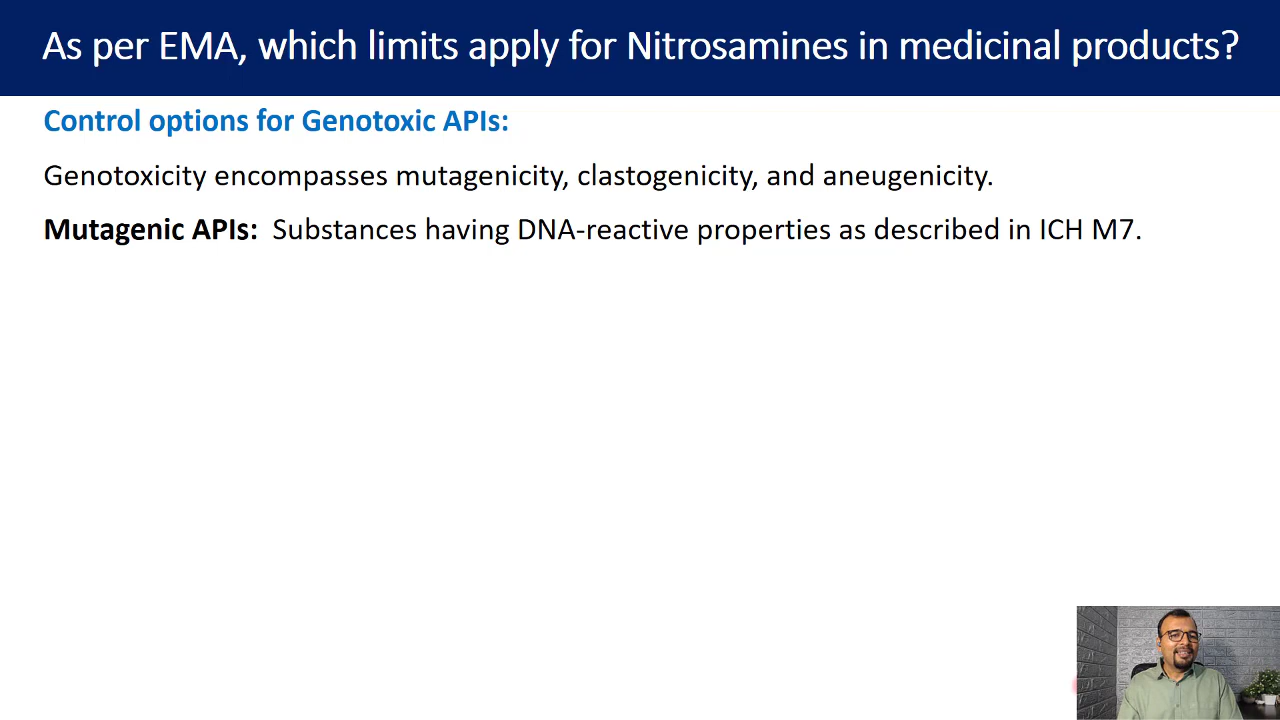 As per EMA, which limits apply for Nitrosamines in medicinal products?
Control options for Genotoxic APIs:
Genotoxicity encompasses mutagenicity, clastogenicity, and aneugenicity.
Mutagenic APIs: Substances having DNA-reactive properties as described in ICH M7.